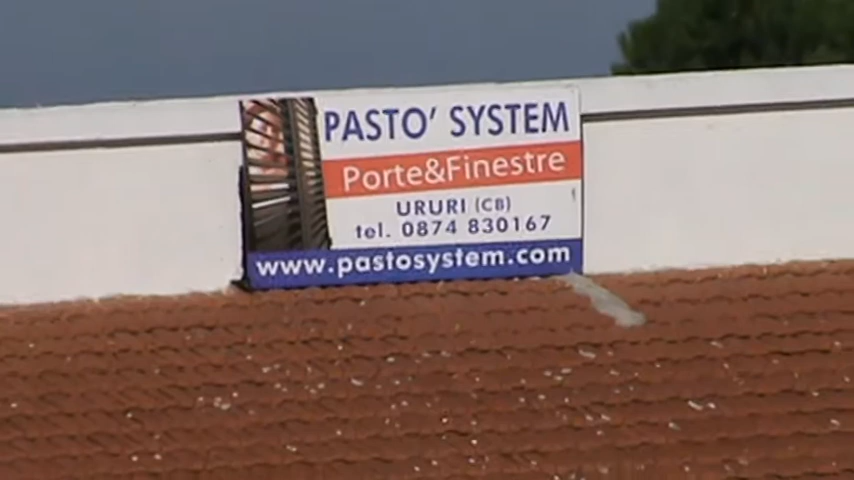 PASTO' SYSTEM
Porte&Finestre
URURI (CB)
tel. 0874 830167
www.pastosystem.com